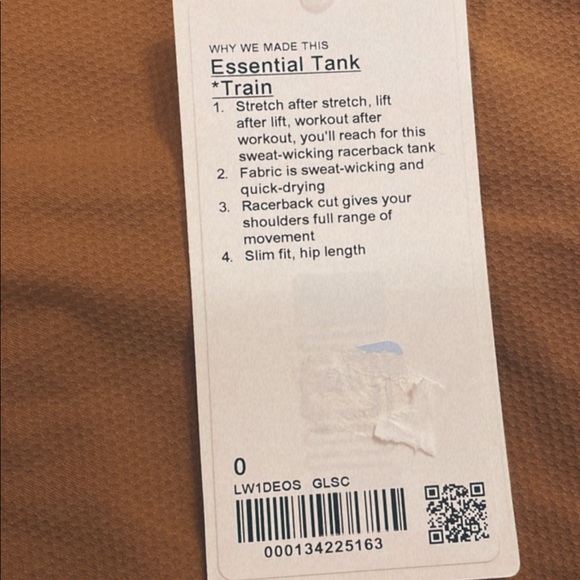 WHY WE MADE THIS
Essential Tank
*Train
1. Stretch after stretch, lift
after lift, workout after
workout, you'll reach for this
sweat-wicking racerback tank
2. Fabric is sweat-wicking and
quick-drying
3. Racerback cut gives your
shoulders full range of
movement
4. Slim fit, hip length
0
LW1DEOS GLSC
000134225163